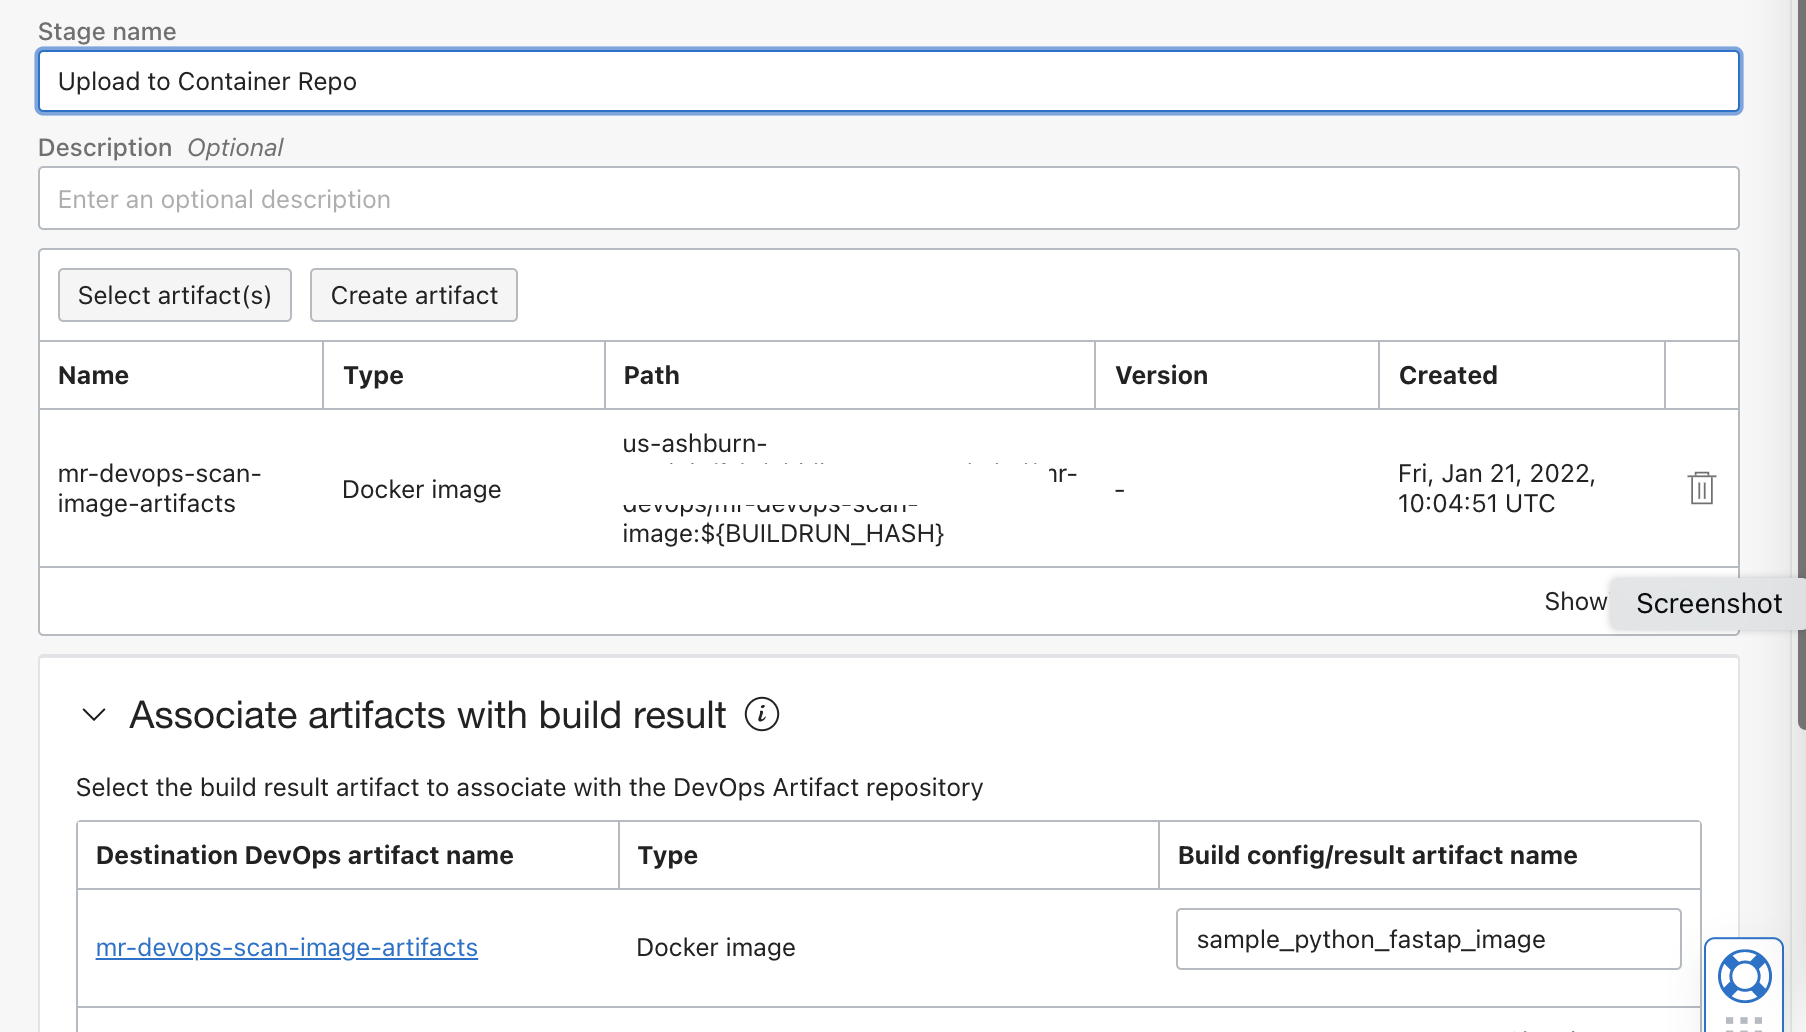 Stage name
Upload to Container Repo
Description Optional
Enter an optional description
Select artifact(s) Create artifact
Name Type Path Version Created
mr-devops-scan-image-artifacts
Docker image
us-ashburn-
devops/mr-devops-scan-
image:${BUILDRUN_HASH}
-
Fri, Jan 21, 2022,
10:04:51 UTC
Show
Screenshot
Associate artifacts with build result
Select the build result artifact to associate with the DevOps Artifact repository
Destination DevOps artifact name Type Build config/result artifact name
mr-devops-scan-image-artifacts Docker image sample_python_fastap_image